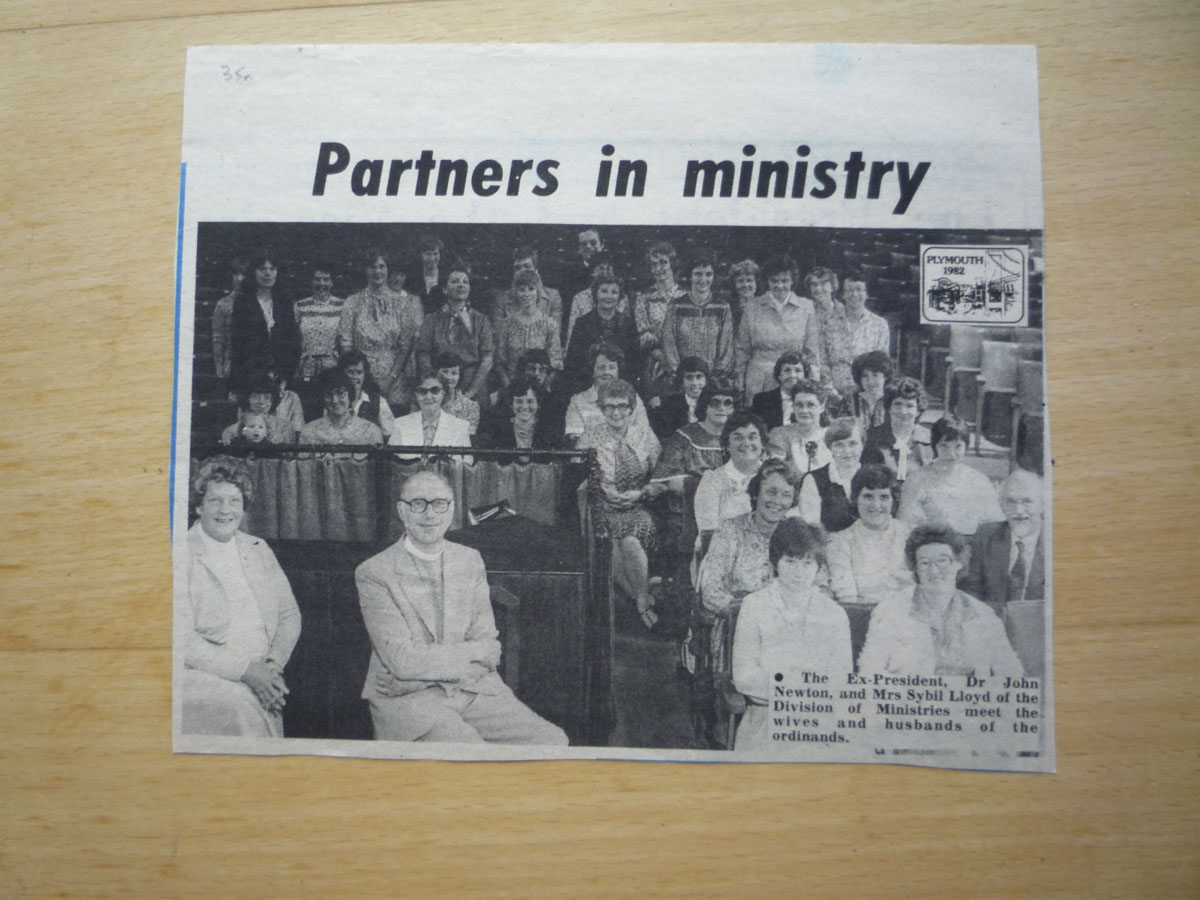 Partners in ministry
PLYMOUTH
1982
● The Ex-President, Dr John
Newton, and Mrs Sybil Lloyd of the
Division of Ministries meet the
wives and husbands of the
ordinands.